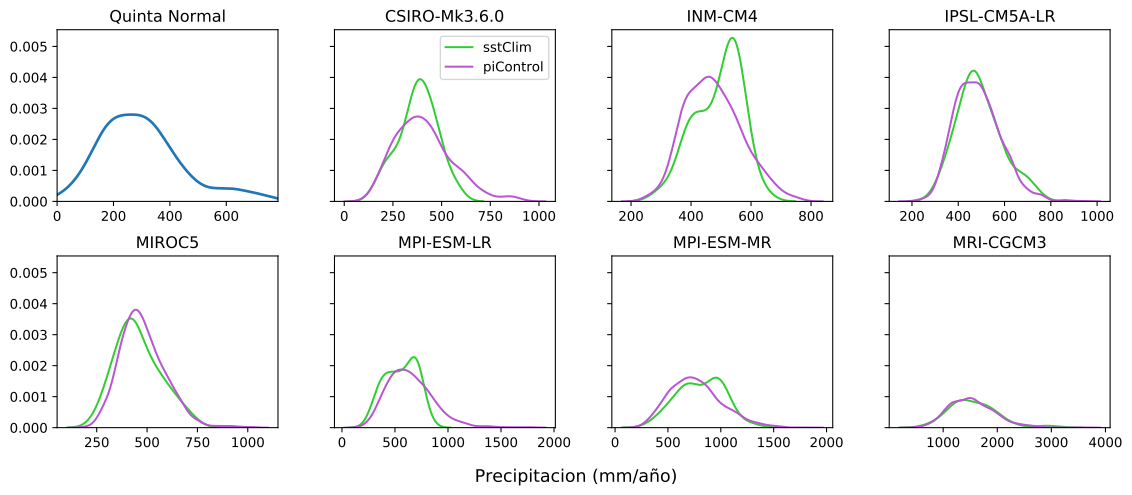 Quinta Normal
CSIRO-Mk3.6.0
INM-CM4
IPSL-CM5A-LR
0.005
0.004
0.003
0.002
0.001
0.000
sstClim
piControl
0 200 400 600
0 250 500 750 1000
200 400 600 800
200 400 600 800 1000
MIROC5
MPI-ESM-LR
MPI-ESM-MR
MRI-CGCM3
0.005
0.004
0.003
0.002
0.001
0.000
250 500 750 1000
0 500 1000 1500 2000
0 500 1000 1500 2000
1000 2000 3000 4000
Precipitacion (mm/año)